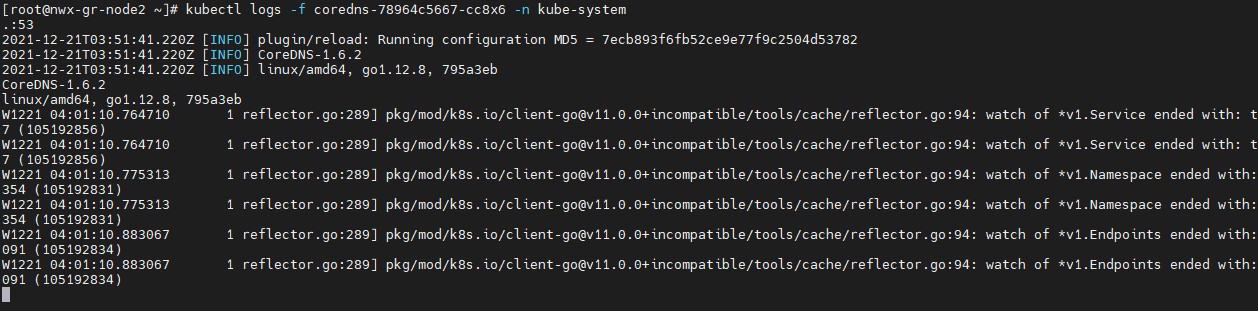 [root@nwx-gr-node2 ~]# kubectl logs -f coredns-78964c5667-cc8x6 -n kube-system
.:53
2021-12-21T03:51:41.220Z [INFO] plugin/reload: Running configuration MD5 = 7ecb893f6fb52ce9e77f9c2504d53782
2021-12-21T03:51:41.220Z [INFO] CoreDNS-1.6.2
2021-12-21T03:51:41.220Z [INFO] linux/amd64, go1.12.8, 795a3eb
CoreDNS-1.6.2
linux/amd64, go1.12.8, 795a3eb
W1221 04:01:10.764710       1 reflector.go:289] pkg/mod/k8s.io/client-go@v11.0.0+incompatible/tools/cache/reflector.go:94: watch of *v1.Service ended with: t
7 (105192856)
W1221 04:01:10.764710       1 reflector.go:289] pkg/mod/k8s.io/client-go@v11.0.0+incompatible/tools/cache/reflector.go:94: watch of *v1.Service ended with: t
7 (105192856)
W1221 04:01:10.775313       1 reflector.go:289] pkg/mod/k8s.io/client-go@v11.0.0+incompatible/tools/cache/reflector.go:94: watch of *v1.Namespace ended with:
354 (105192831)
W1221 04:01:10.775313       1 reflector.go:289] pkg/mod/k8s.io/client-go@v11.0.0+incompatible/tools/cache/reflector.go:94: watch of *v1.Namespace ended with:
354 (105192831)
W1221 04:01:10.883067       1 reflector.go:289] pkg/mod/k8s.io/client-go@v11.0.0+incompatible/tools/cache/reflector.go:94: watch of *v1.Endpoints ended with:
091 (105192834)
W1221 04:01:10.883067       1 reflector.go:289] pkg/mod/k8s.io/client-go@v11.0.0+incompatible/tools/cache/reflector.go:94: watch of *v1.Endpoints ended with:
091 (105192834)